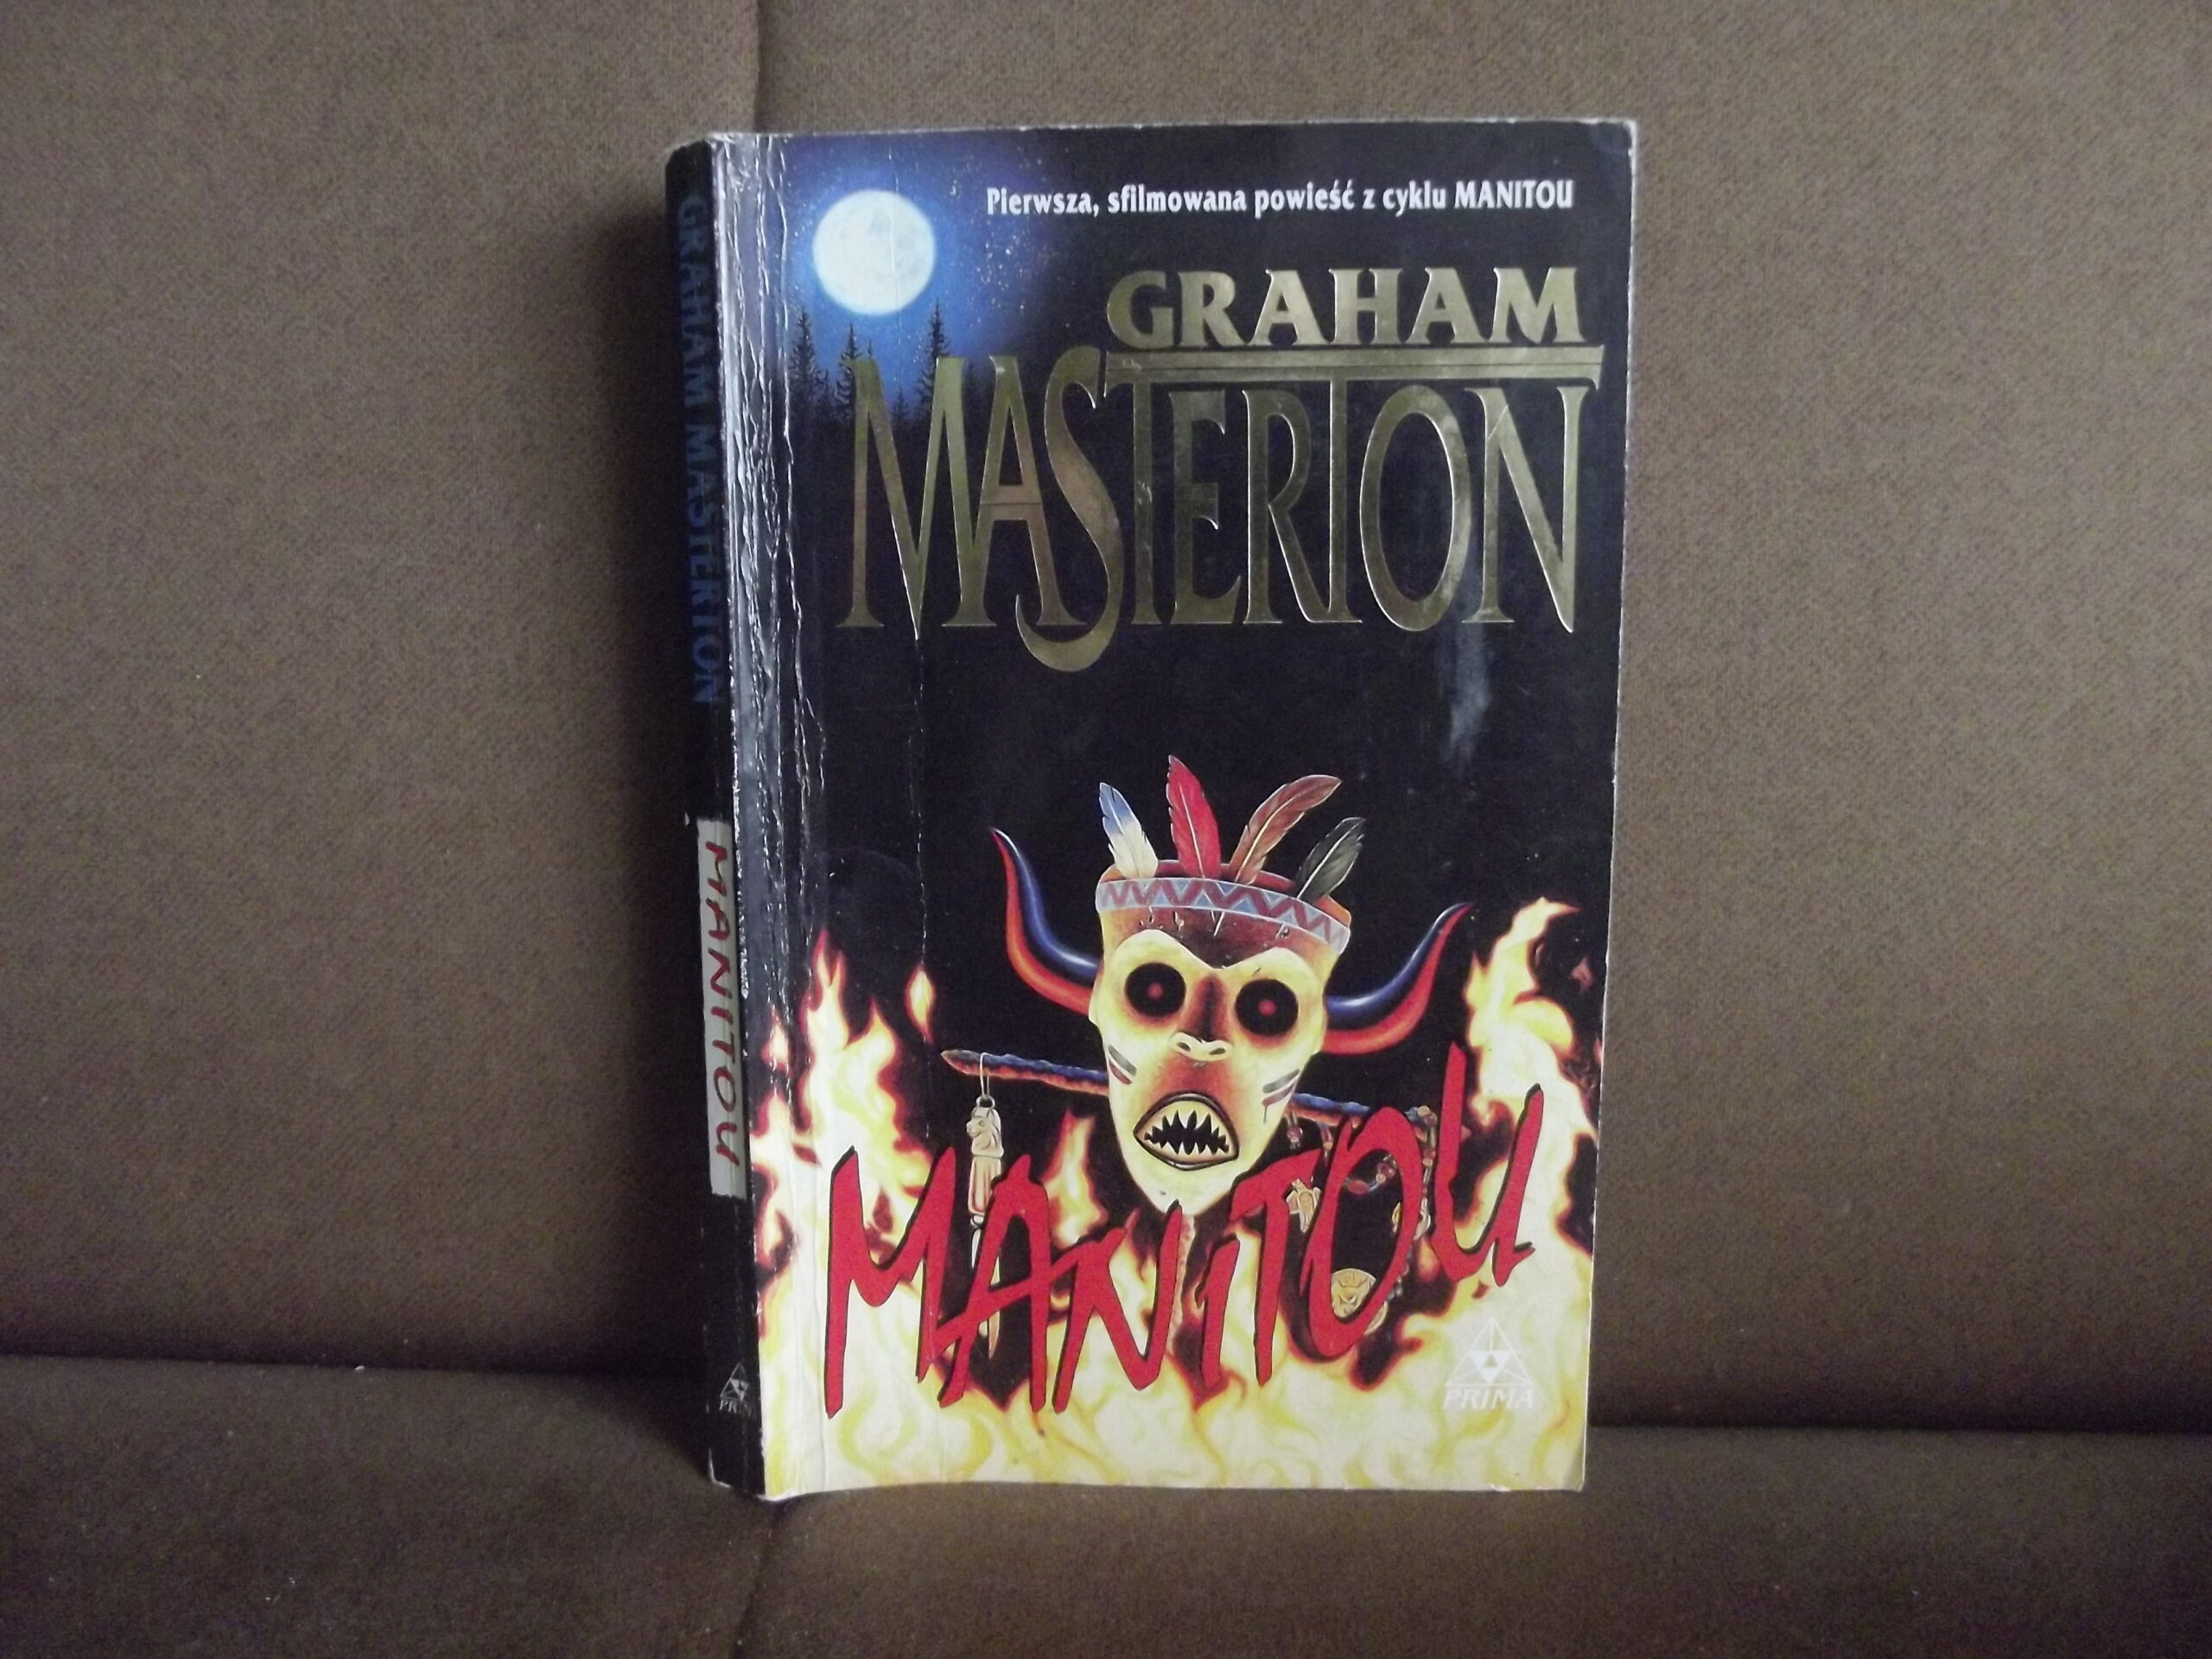 Pierwsza, sfilmowana powieść z cyklu MANITOU
GRAHAM
MASTERTON
MANITOU
PRIMA
GRAHAM MASTERTON
MANITOU